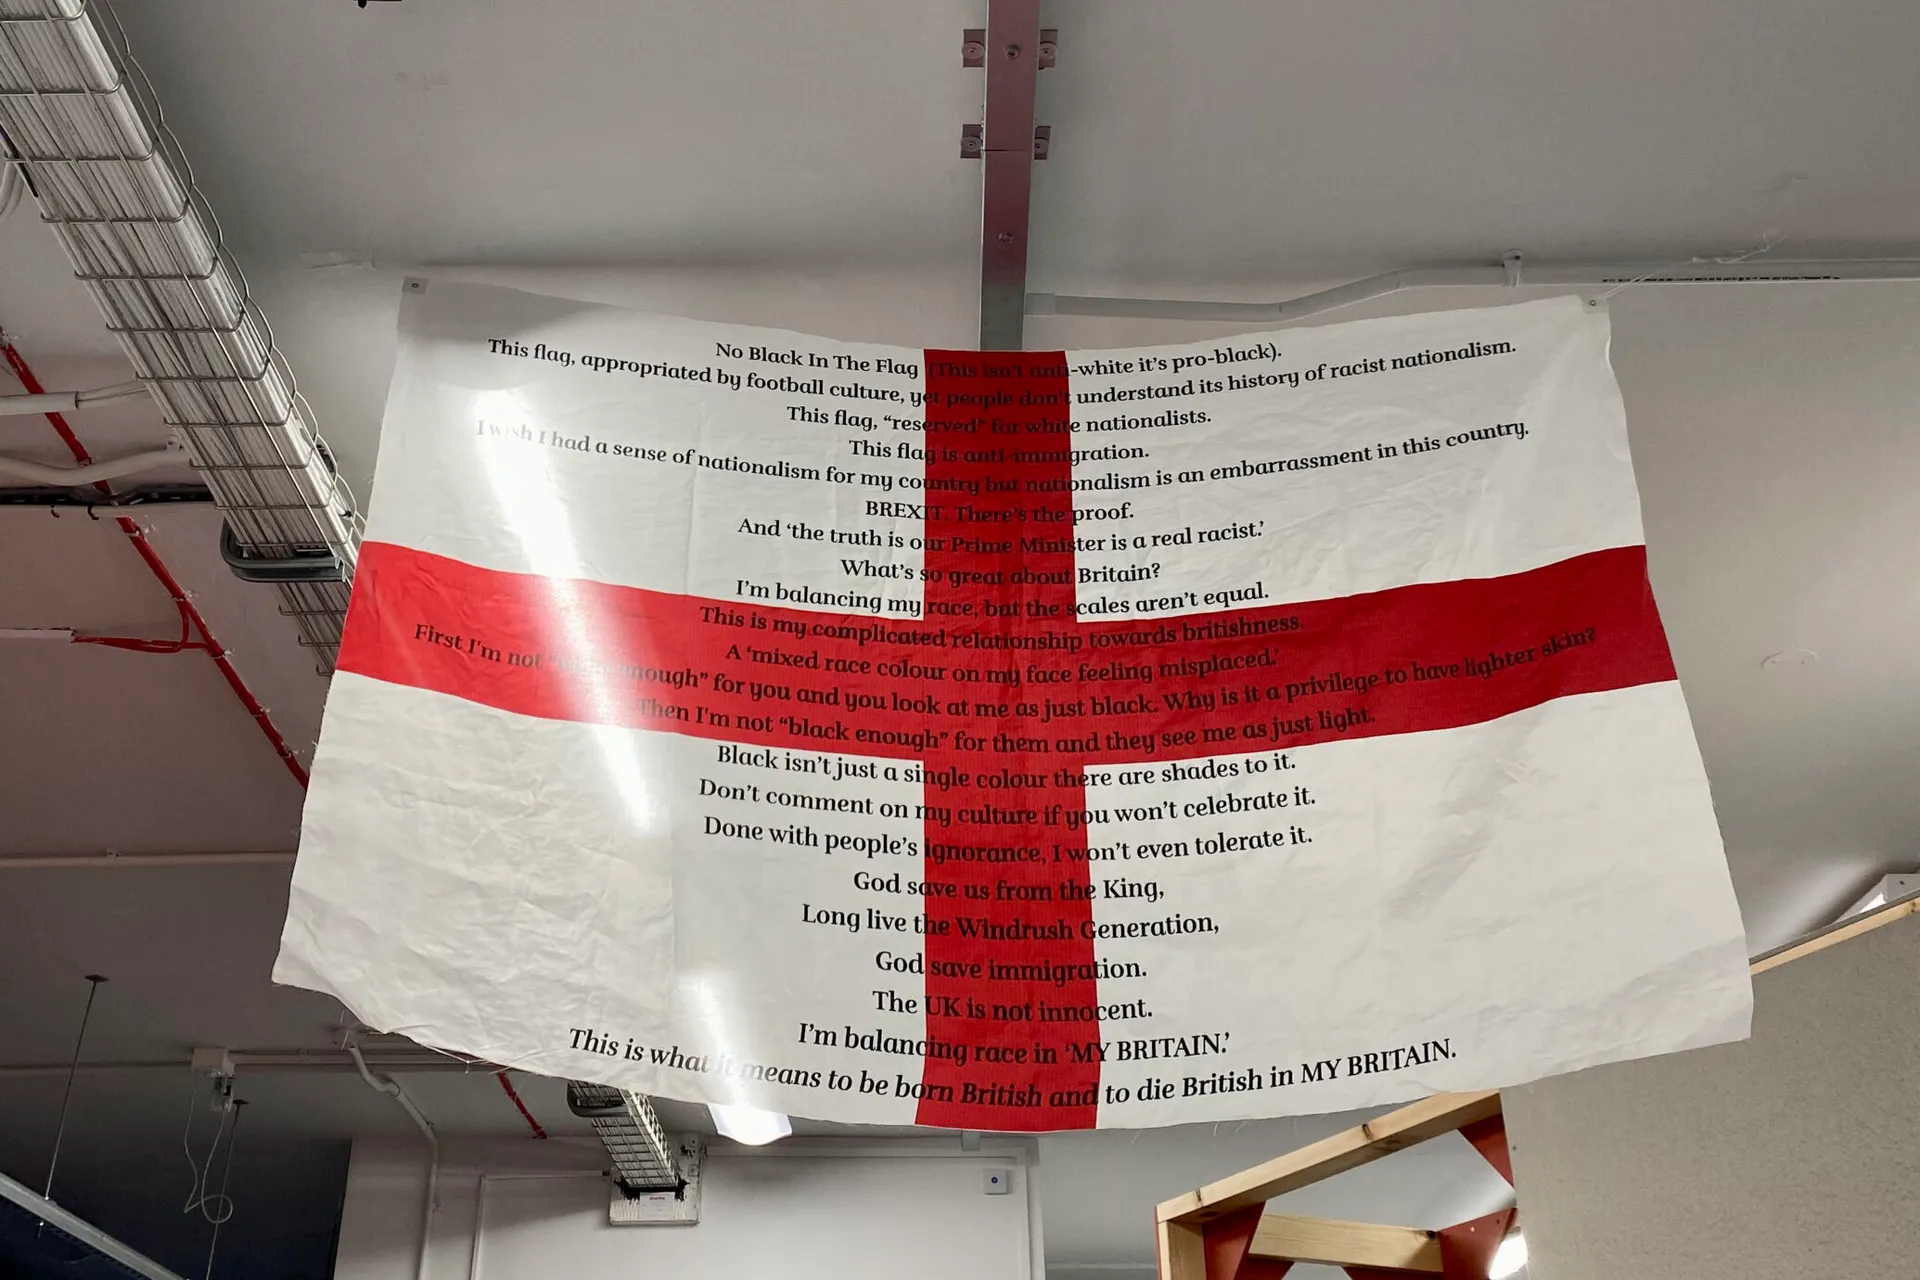 No Black In The Flag (This isn't anti-white it's pro-black).
This flag, appropriated by football culture, yet people don't understand its history of racist nationalism.
This flag, “reserved” for white nationalists.
This flag is anti-immigration.
I wish I had a sense of nationalism for my country but nationalism is an embarrassment in this country.
BREXIT. There's the proof.
And ‘the truth is our Prime Minister is a real racist.’
What's so great about Britain?
I'm balancing my race, but the scales aren't equal.
This is my complicated relationship towards britishness.
A ‘mixed race colour on my face feeling misplaced.’
First I'm not enough” for you and you look at me as just black. Why is it a privilege to have lighter skin?
Then I'm not “black enough” for them and they see me as just light.
Black isn't just a single colour there are shades to it.
Don't comment on my culture if you won't celebrate it.
Done with people's ignorance, I won't even tolerate it.
God save us from the King,
Long live the Windrush Generation,
God save immigration.
The UK is not innocent.
I'm balancing race in ‘MY BRITAIN.’
This is what it means to be born British and to die British in MY BRITAIN.